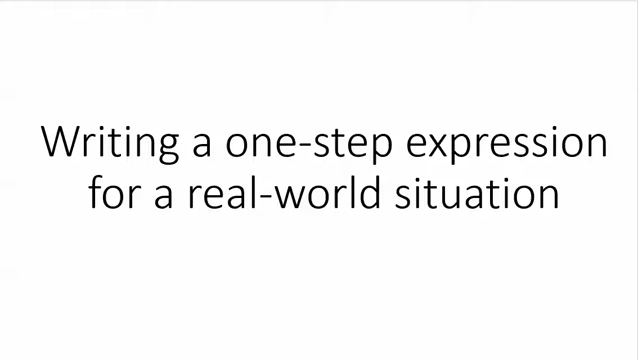 Writing a one-step expression
for a real-world situation